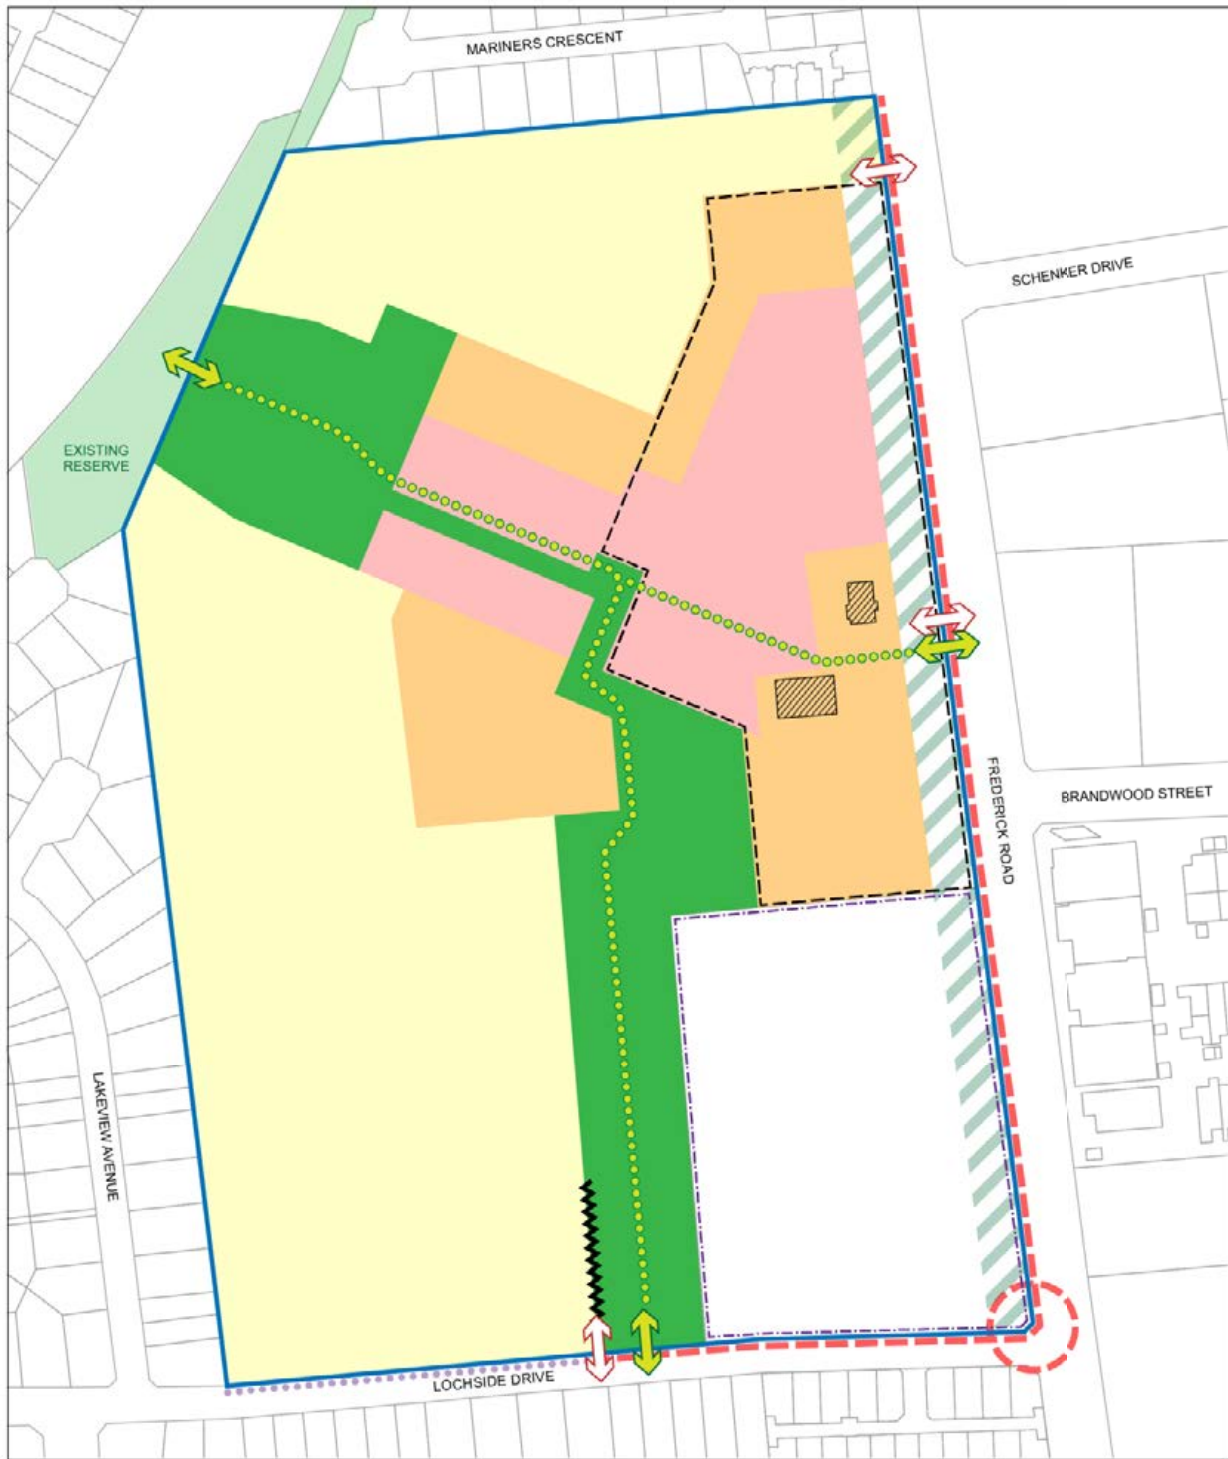 MARINERS CRESCENT
SCHENKER DRIVE
EXISTING
RESERVE
FREDERICK ROAD
BRANDWOOD STREET
LAKEVIEW AVENUE
LOCHSIDE DRIVE